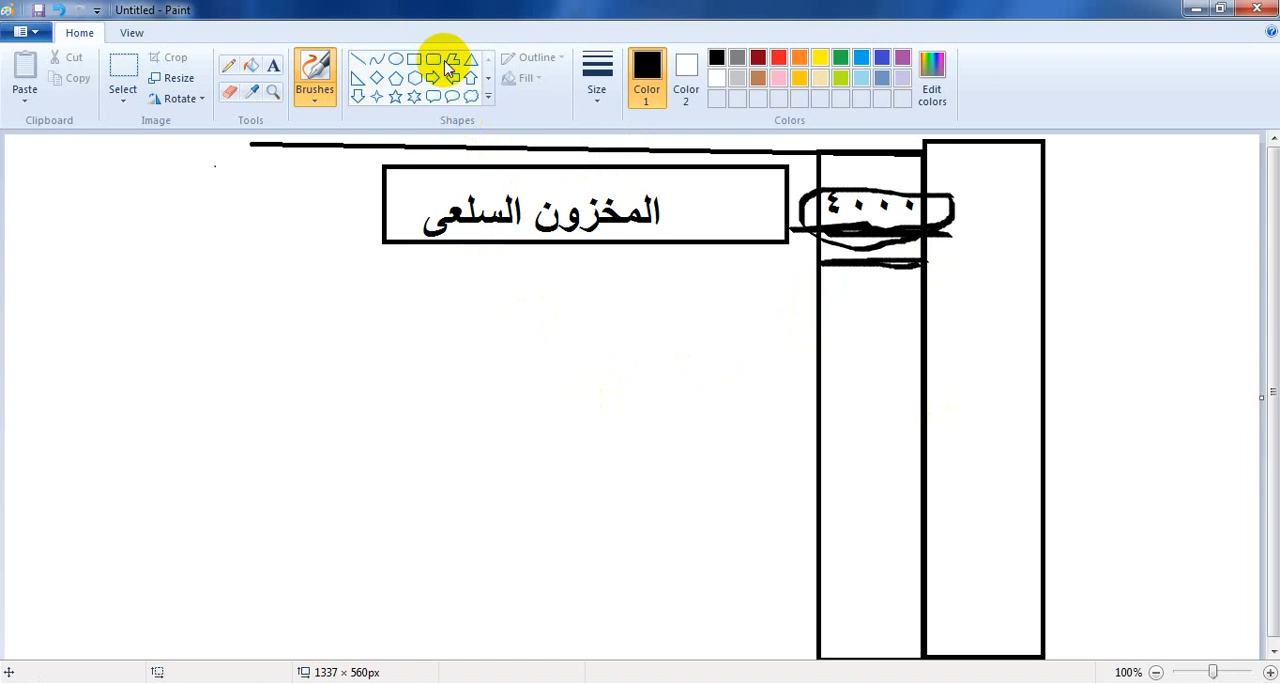 Untitled - Paint
Home
View
Paste
Cut
Copy
Clipboard
Select
Crop
Resize
Rotate
Image
Tools
Brushes
Shapes
Outline
Fill
Size
Color 1
Color 2
Edit colors
Colors
المخزون السلعى
٤٠٠٠
1337 × 560px
100%